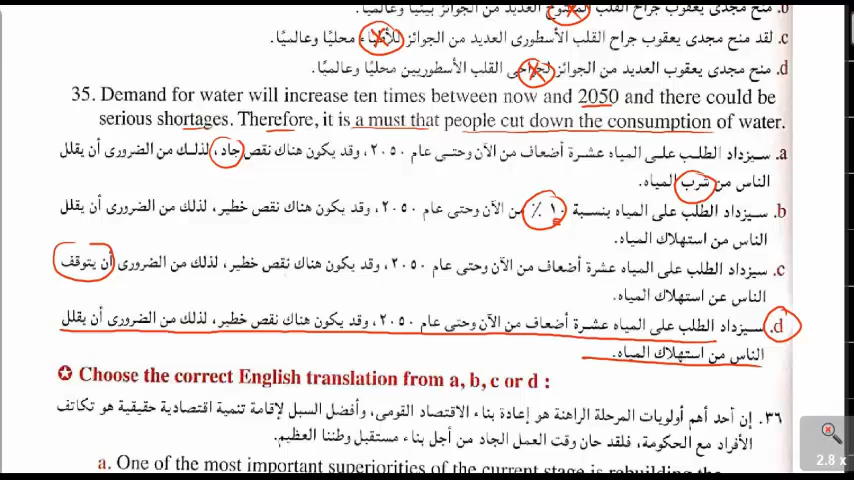 b. منح مجدى يعقوب جراح القلب الممنوح العديد من الجوائز بيئيًا وعالميًا.
c. لقد منح مجدى يعقوب جراح القلب الأسطورى العديد من الجوائز للأطباء محليًا وعالميًا.
d. منح مجدى يعقوب العديد من الجوائز لجراحى القلب الأسطوريين محليًا وعالميًا.
35. Demand for water will increase ten times between now and 2050 and there could be
serious shortages. Therefore, it is a must that people cut down the consumption of water.
a. سيزداد الطلب على المياه عشرة أضعاف من الآن وحتى عام ٢٠٥٠، وقد يكون هناك نقص جاد، لذلك من الضرورى أن يقلل
الناس من شرب المياه.
b. سيزداد الطلب على المياه بنسبة ١٠٪ من الآن وحتى عام ٢٠٥٠، وقد يكون هناك نقص خطير، لذلك من الضرورى أن يقلل
الناس من استهلاك المياه.
c. سيزداد الطلب على المياه عشرة أضعاف من الآن وحتى عام ٢٠٥٠، وقد يكون هناك نقص خطير، لذلك من الضرورى أن يتوقف
الناس عن استهلاك المياه.
d. سيزداد الطلب على المياه عشرة أضعاف من الآن وحتى عام ٢٠٥٠، وقد يكون هناك نقص خطير، لذلك من الضرورى أن يقلل
الناس من استهلاك المياه.
Choose the correct English translation from a, b, c or d :
٣٦. إن أحد أهم أولويات المرحلة الراهنة هو إعادة بناء الاقتصاد القومى، وأفضل السبل لإقامة تنمية اقتصادية حقيقية هو تكاتف
الأفراد مع الحكومة، فلقد حان وقت العمل الجاد من أجل بناء مستقبل وطننا العظيم.
a. One of the most important superiorities of the current stage is rebuilding the
2.8 x